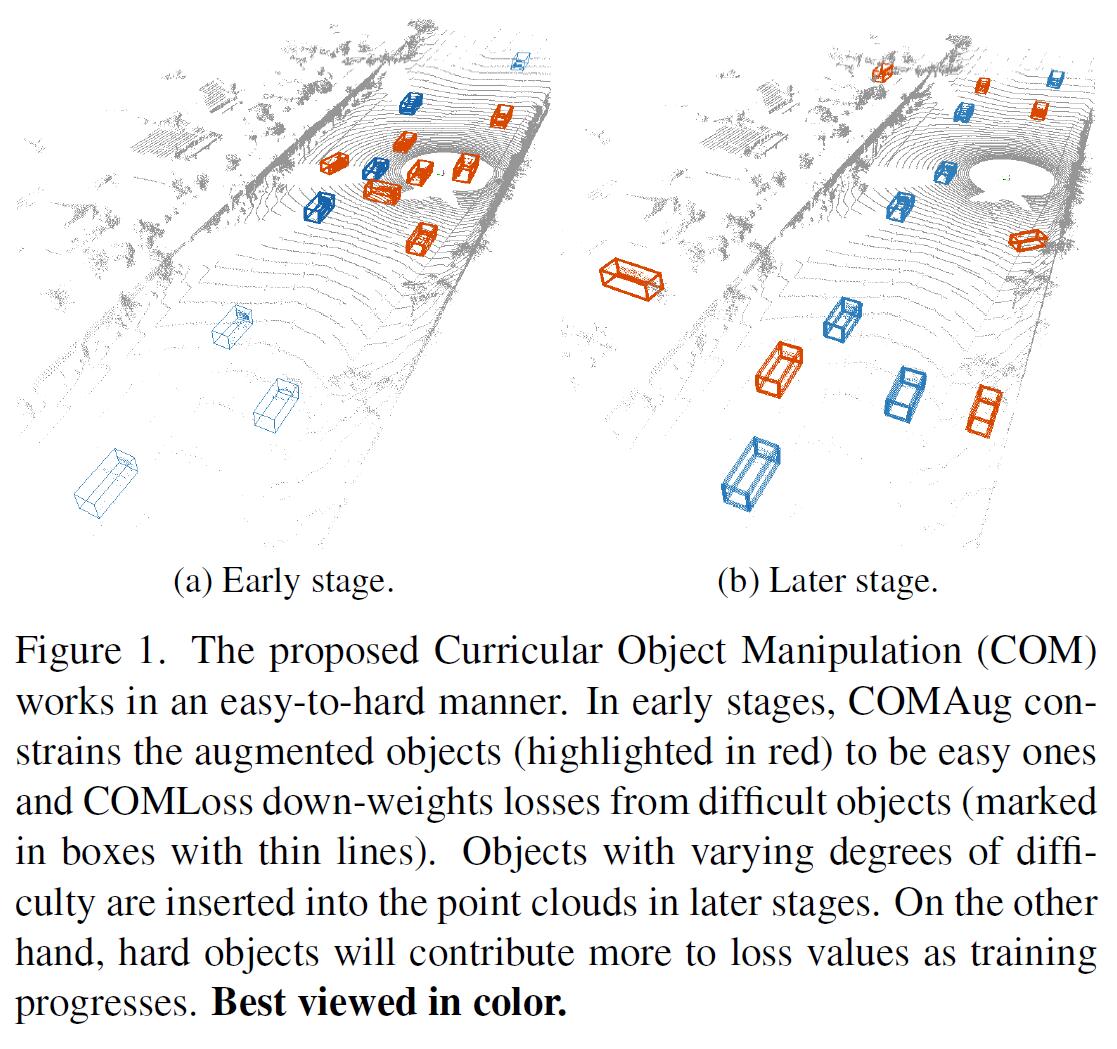 (a) Early stage.
(b) Later stage.
Figure 1. The proposed Curricular Object Manipulation (COM)
works in an easy-to-hard manner. In early stages, COMAug con-
strains the augmented objects (highlighted in red) to be easy ones
and COMLoss down-weights losses from difficult objects (marked
in boxes with thin lines). Objects with varying degrees of diffi-
culty are inserted into the point clouds in later stages. On the other
hand, hard objects will contribute more to loss values as training
progresses. Best viewed in color.